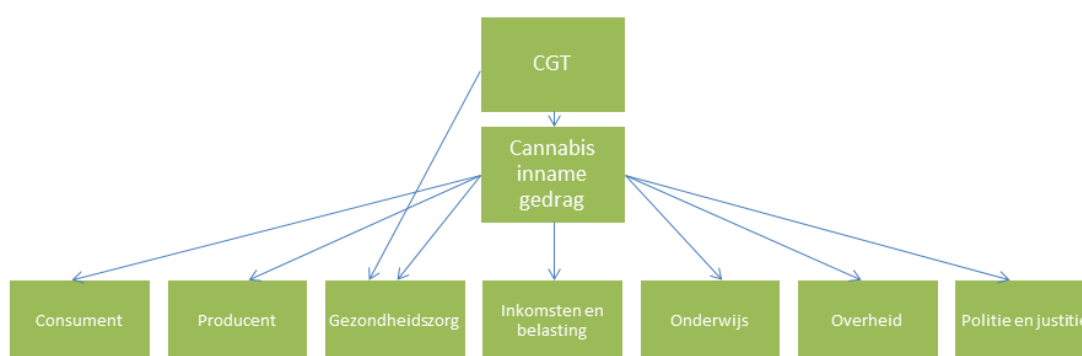 CGT
Cannabis
inname
gedrag
Consument
Producent
Gezondheidszorg
Inkomsten en
belasting
Onderwijs
Overheid
Politie en justitie